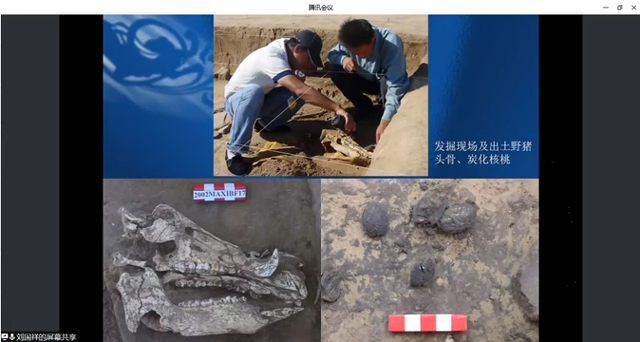 腾讯会议
发掘现场及出土野猪
头骨、炭化核桃
刘国祥的屏幕共享